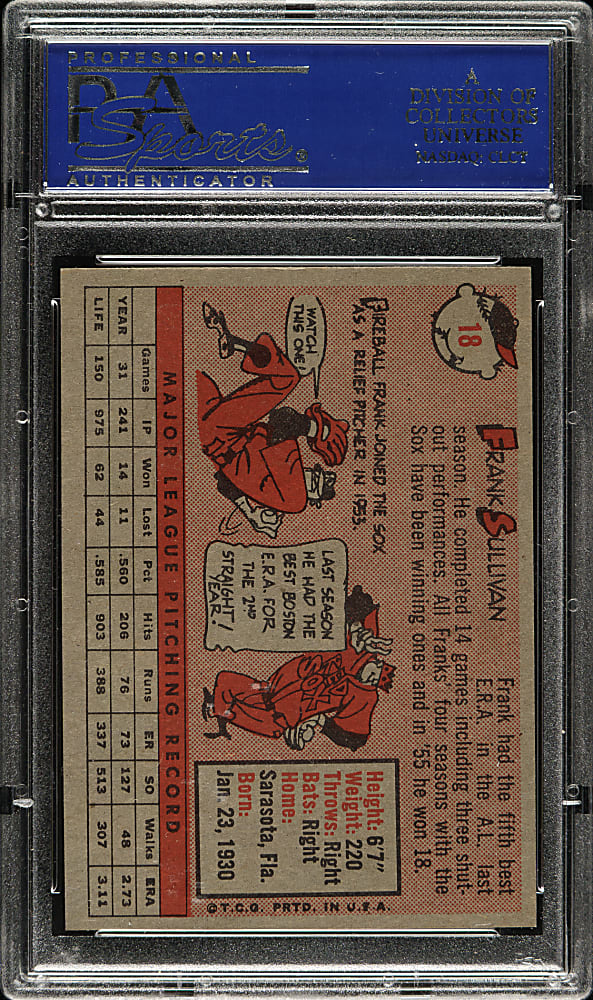 PROFESSIONAL
PSA
Sports®
AUTHENTICATOR
A
DIVISION OF
COLLECTORS
UNIVERSE
NASDAQ: CLCT
18
FRANK SULLIVAN
Frank had the fifth best
E.R.A. in the A.L. last
season. He completed 14 games including three shut-
out performances. All Franks' four seasons with the
Sox have been winning ones and in '55 he won 18.
FIREBALL FRANK JOINED THE SOX
AS A RELIEF PITCHER IN 1953.
WATCH
THIS ONE!
LAST SEASON
HE HAD THE
BEST BOSTON
E.R.A. FOR
THE 2ND
STRAIGHT
YEAR!
SOX
Height: 6'7"
Weight: 220
Throws: Right
Bats: Right
Home:
Sarasota, Fla.
Born:
Jan. 23, 1930
MAJOR LEAGUE PITCHING RECORD
Games IP Won Lost Pct Hits Runs ER SO Walks ERA
YEAR 31 241 14 11 .560 206 76 73 127 48 2.73
LIFE 150 975 62 44 .585 903 388 337 513 307 3.11
©T.C.G. PRTD. IN U.S.A.